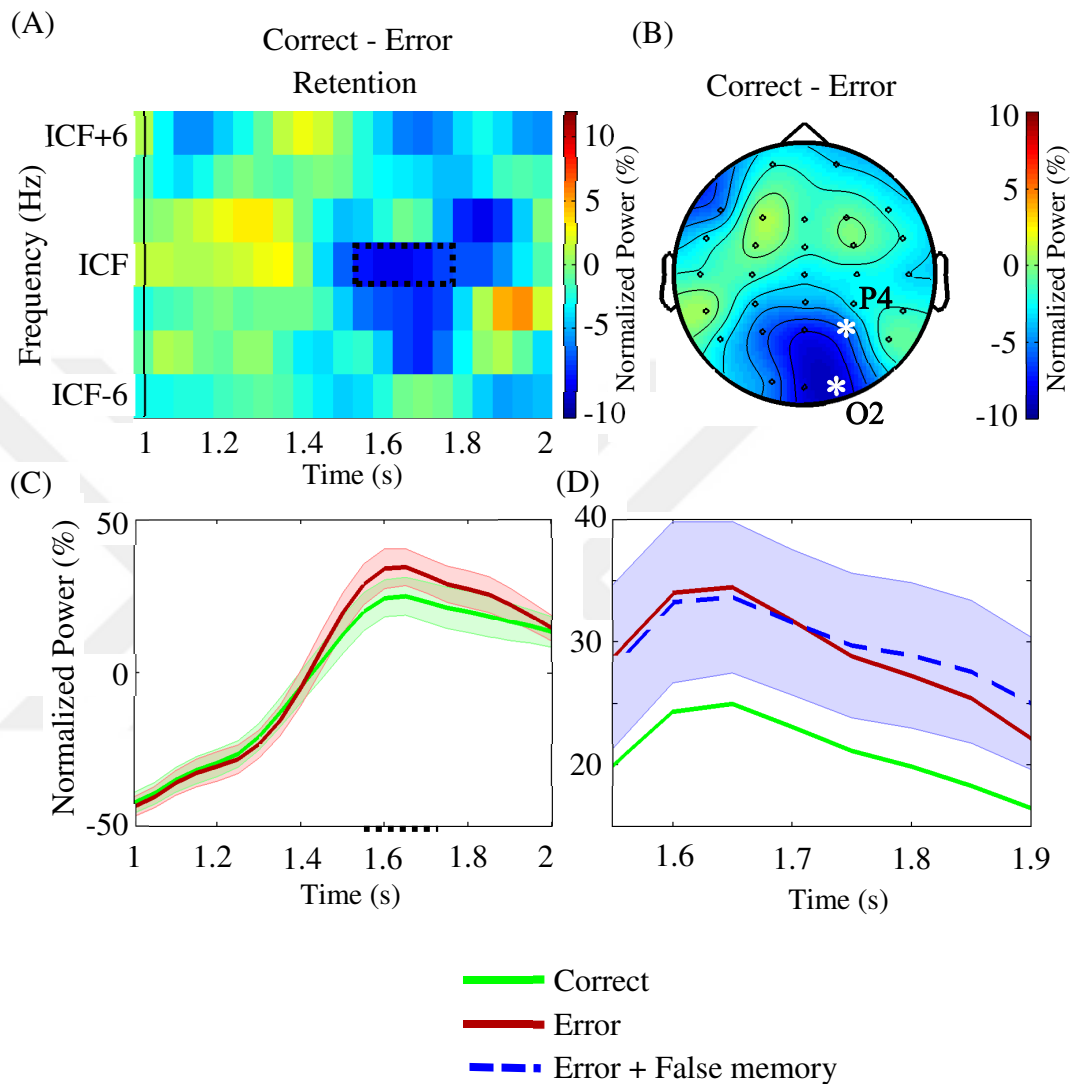 (A)
Correct - Error
Retention
ICF+6
ICF
ICF-6
Frequency (Hz)
1 1.2 1.4 1.6 1.8 2
Time (s)
10
5
0
-5
-10
Normalized Power (%)
(B)
Correct - Error
P4
*
*
O2
10
5
0
-5
-10
Normalized Power (%)
(C)
50
0
-50
Normalized Power (%)
1 1.2 1.4 1.6 1.8 2
Time (s)
(D)
40
30
20
1.6 1.7 1.8 1.9
Time (s)
Correct
Error
Error + False memory